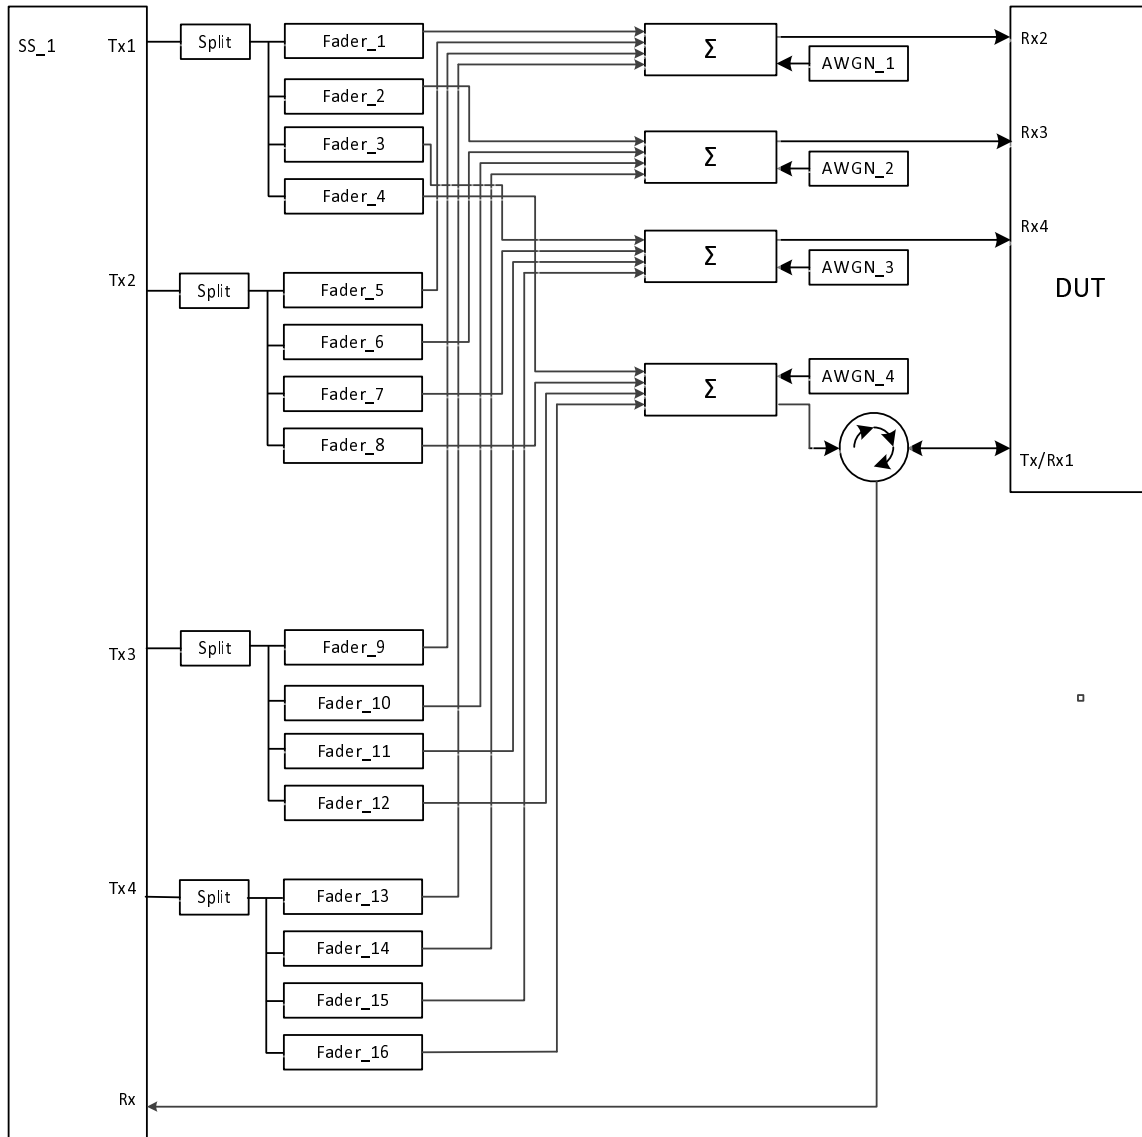 SS_1
Tx1
Split
Fader_1
Σ
Rx2
AWGN_1
Fader_2
Fader_3
Σ
Rx3
AWGN_2
Fader_4
Rx4
Σ
AWGN_3
Tx2
Split
Fader_5
DUT
Fader_6
Fader_7
Σ
AWGN_4
Fader_8
Tx/Rx1
Tx3
Split
Fader_9
Fader_10
Fader_11
Fader_12
Tx4
Split
Fader_13
Fader_14
Fader_15
Fader_16
Rx